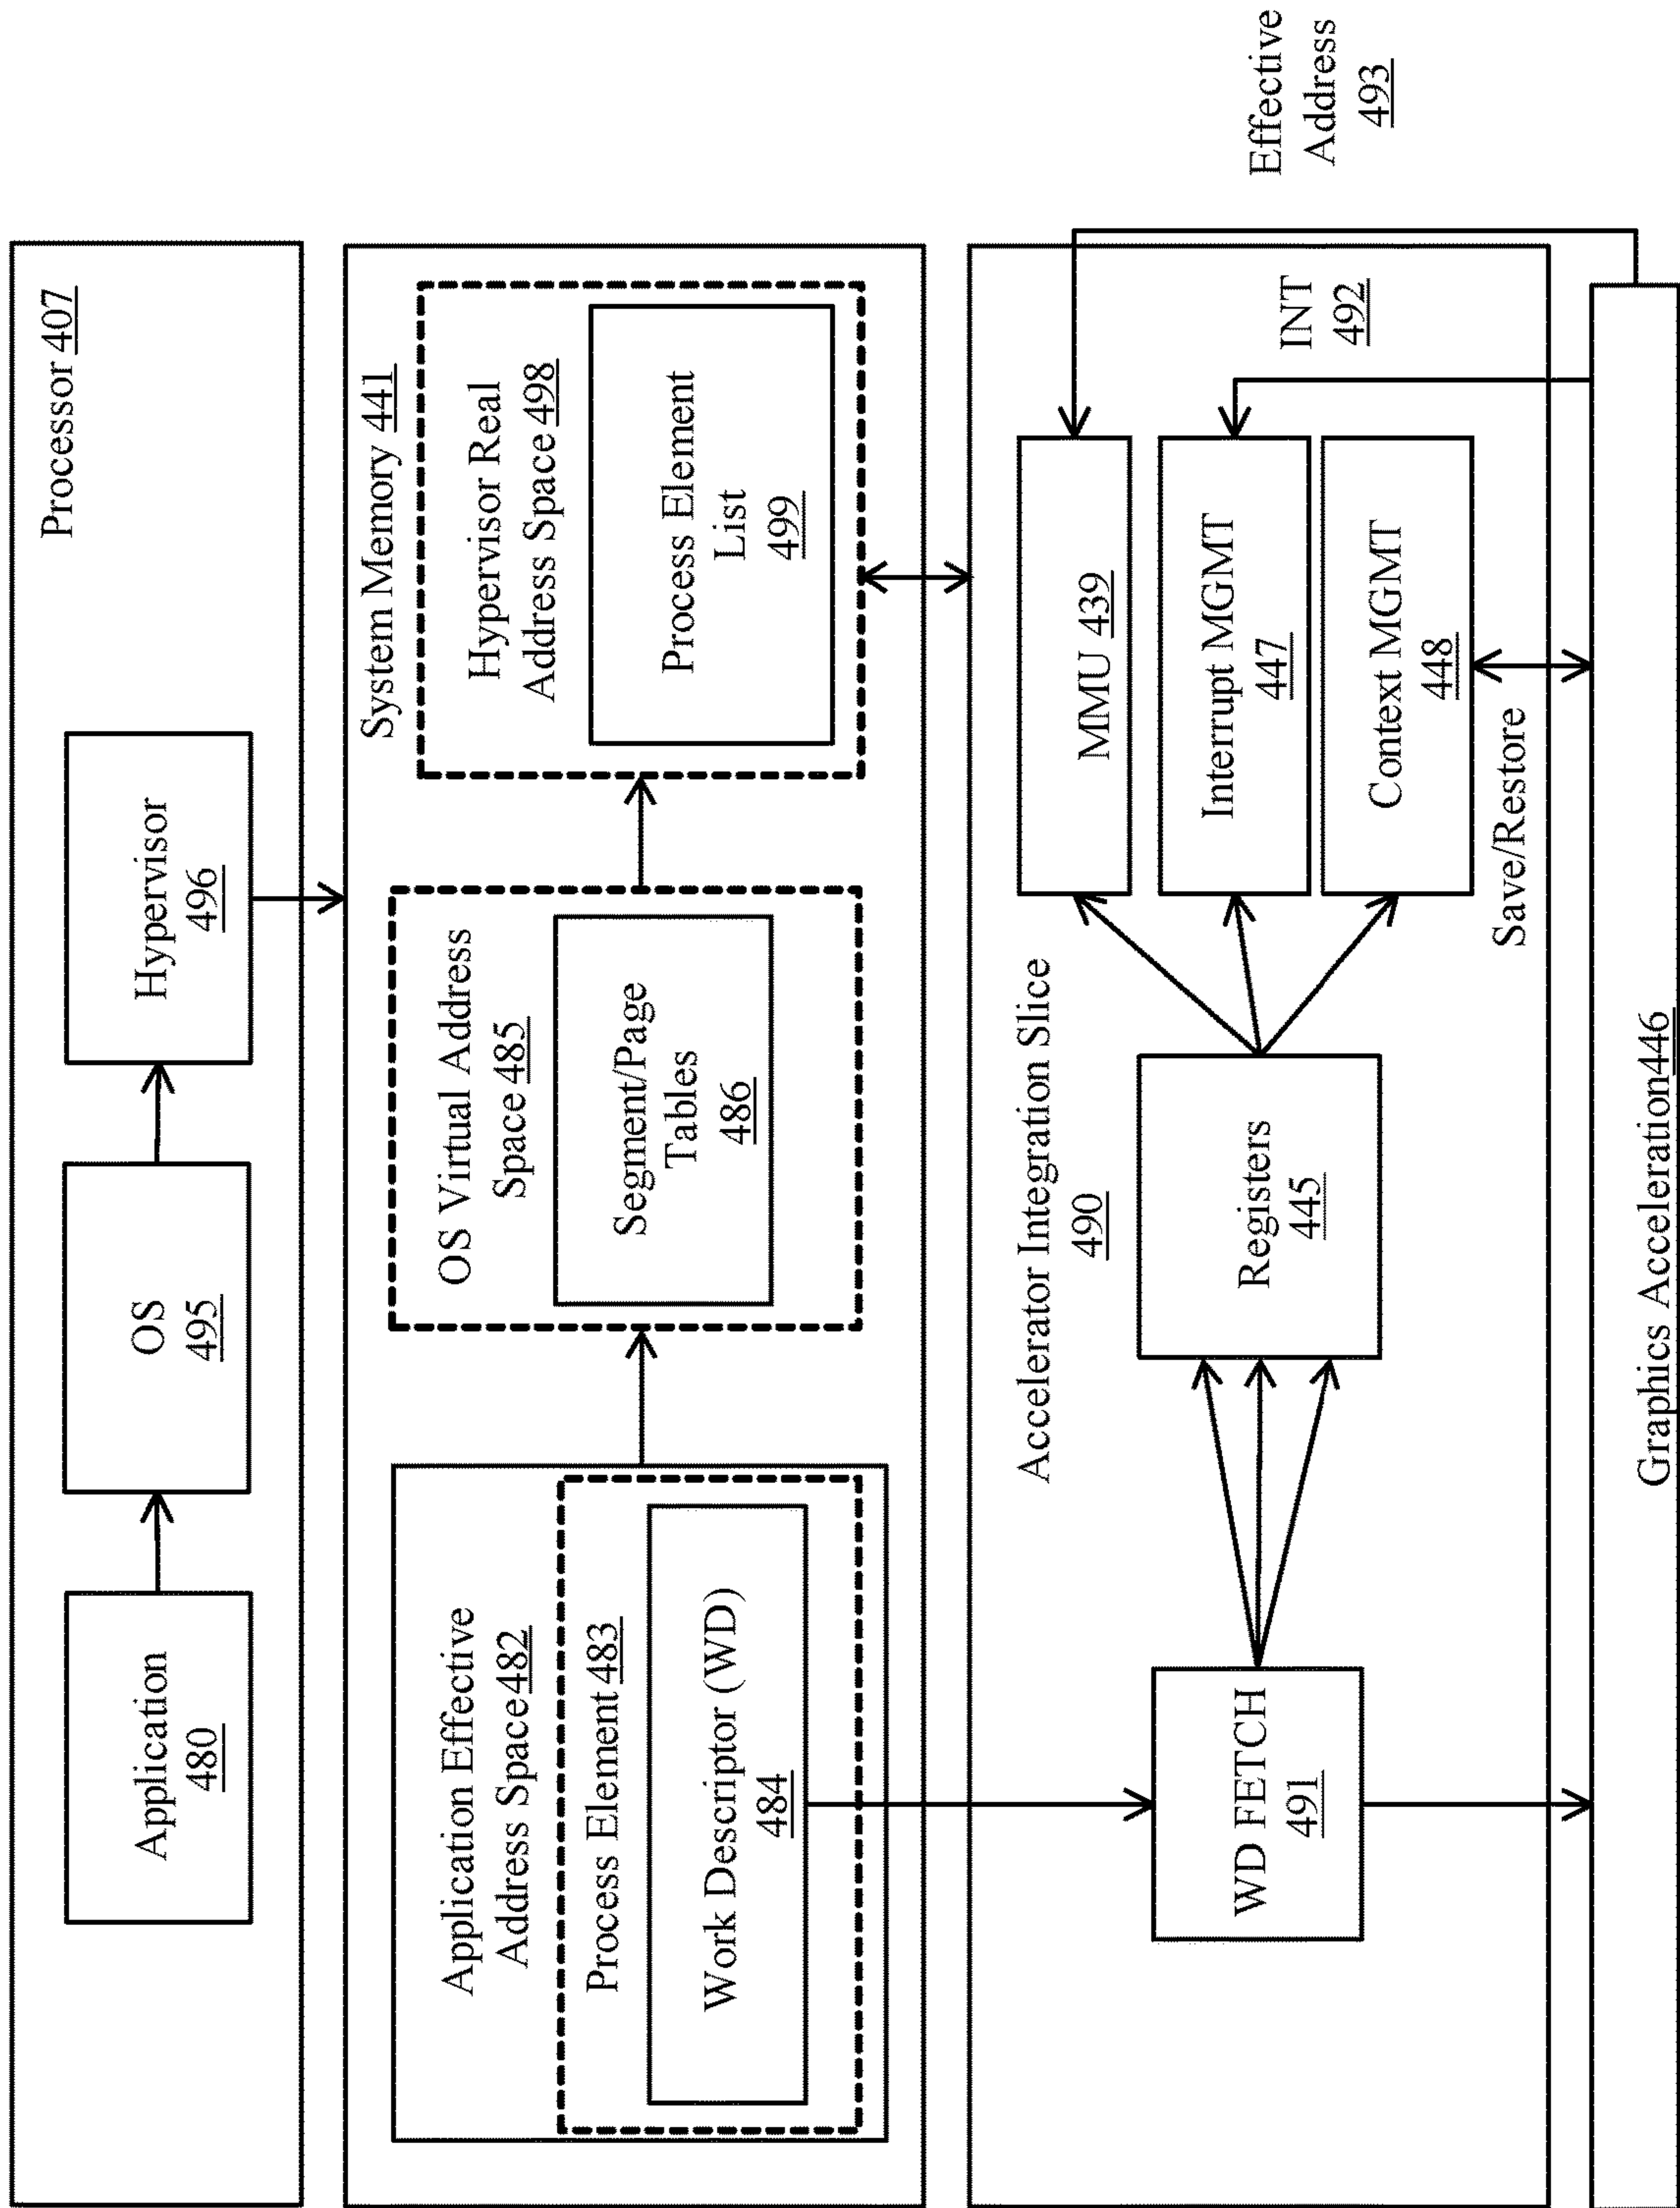 Processor 407
Application
480
OS
495
Hypervisor
496
System Memory 441
Application Effective
Address Space482
Process Element 483
Work Descriptor (WD)
484
OS Virtual Address
Space 485
Segment/Page
Tables
486
Hypervisor Real
Address Space 498
Process Element
List
499
Accelerator Integration Slice
490
WD FETCH
491
Registers
445
MMU 439
Interrupt MGMT
447
Context MGMT
448
Save/Restore
INT
492
Effective
Address
493
Graphics Acceleration446